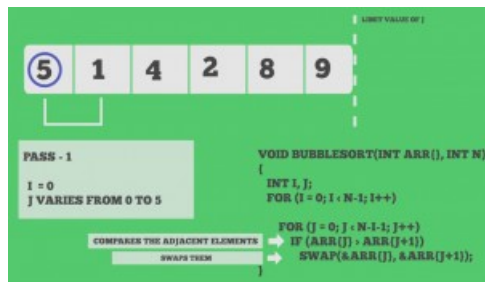 LIMIT VALUE OF J
5 1 4 2 8 9
PASS - 1
I = 0
J VARIES FROM 0 TO 5
VOID BUBBLESORT(INT ARR{}, INT N)
{
INT I, J;
FOR (I = 0; I < N-1; I++)
FOR (J = 0; J < N-I-1; J++)
COMPARES THE ADJACENT ELEMENTS
IF (ARR{J} > ARR{J+1})
SWAPS THEM
SWAP(&ARR{J}, &ARR{J+1});
}